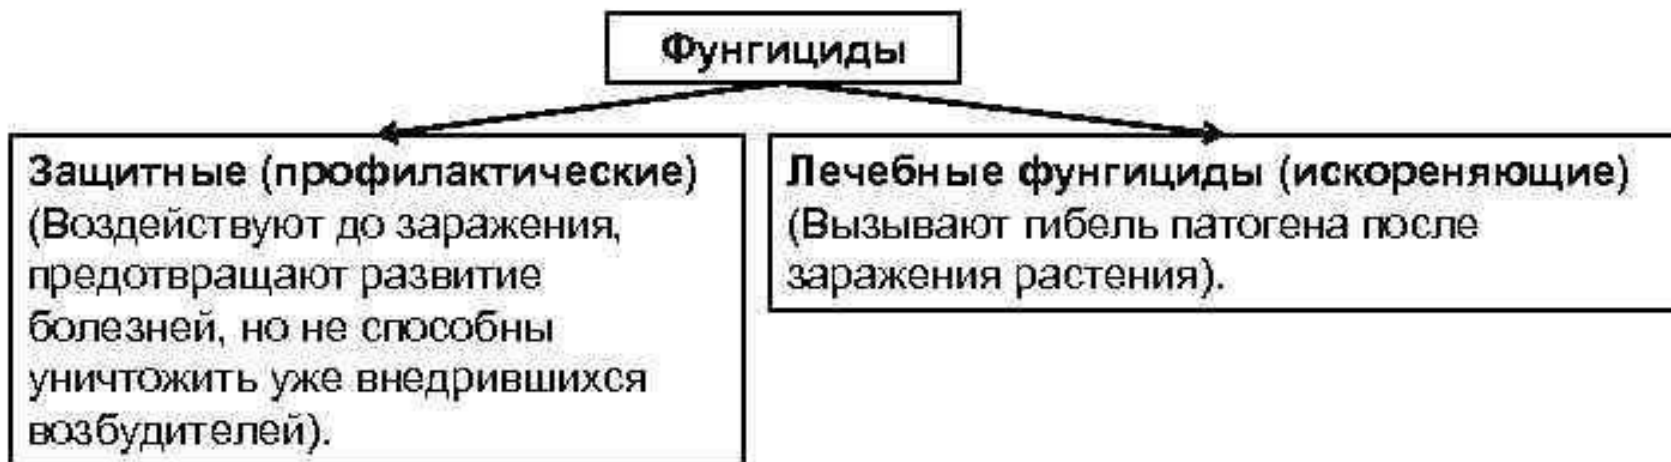 Фунгициды
Защитные (профилактические)
(Воздействуют до заражения,
предотвращают развитие
болезней, но не способны
уничтожить уже внедрившихся
возбудителей).
Лечебные фунгициды (искореняющие)
(Вызывают гибель патогена после
заражения растения).